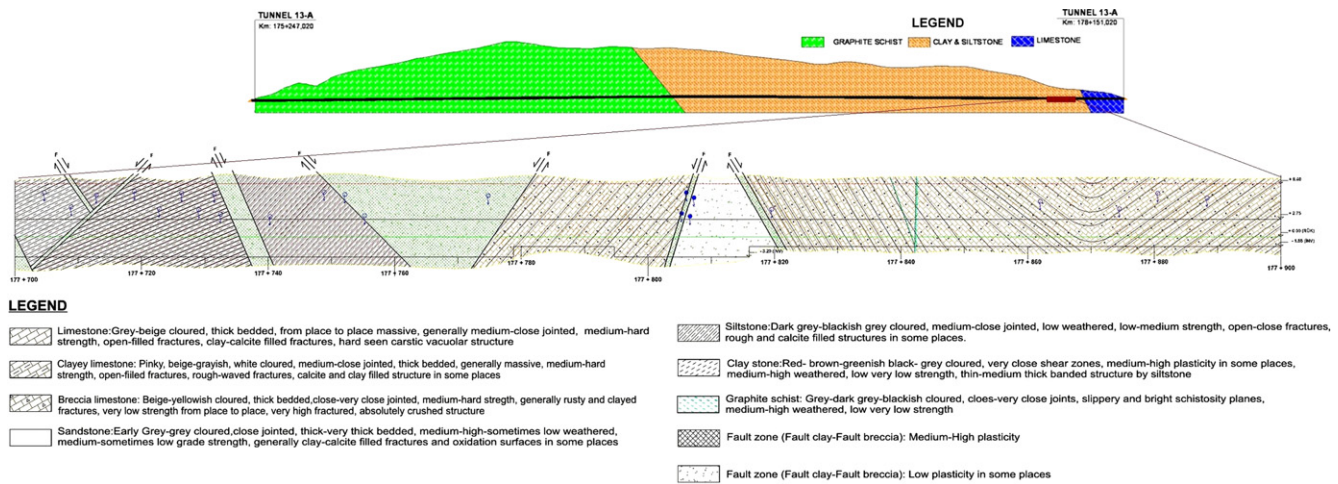 TUNNEL 13-A
Km: 175+247,020
TUNNEL 13-A
Km: 178+151,020
LEGEND
GRAPHITE SCHIST
CLAY & SILTSTONE
LIMESTONE
F
F
F
F
F
F
F
177 + 700
177 + 720
177 + 740
177 + 760
177 + 780
177 + 800
177 + 820
177 + 840
177 + 860
177 + 880
177 + 900
LEGEND
Limestone:Grey-beige cloured, thick bedded, from place to place massive, generally medium-close jointed, medium-hard
strength, open-filled fractures, clay-calcite filled fractures, hard seen carstic vacuolar structure
Clayey limestone: Pinky, beige-grayish, white cloured, medium-close jointed, thick bedded, generally massive, medium-hard
strength, open-filled fractures, rough-waved fractures, calcite and clay filled structure in some places
Breccia limestone: Beige-yellowish cloured, thick bedded,close-very close jointed, medium-hard stregth, generally rusty and clayed
fractures, very low strength from place to place, very high fractured, absolutely crushed structure
Sandstone:Early Grey-grey cloured,close jointed, thick-very thick bedded, medium-high-sometimes low weathered,
medium-sometimes low grade strength, generally clay-calcite filled fractures and oxidation surfaces in some places
Siltstone:Dark grey-blackish grey cloured, medium-close jointed, low weathered, low-medium strength, open-close fractures,
rough and calcite filled structures in some places.
Clay stone:Red- brown-greenish black- grey cloured, very close shear zones, medium-high plasticity in some places,
medium-high weathered, low very low strength, thin-medium thick banded structure by siltstone
Graphite schist: Grey-dark grey-blackish cloured, cloes-very close joints, slippery and bright schistosity planes,
medium-high weathered, low very low strength
Fault zone (Fault clay-Fault breccia): Medium-High plasticity
Fault zone (Fault clay-Fault breccia): Low plasticity in some places